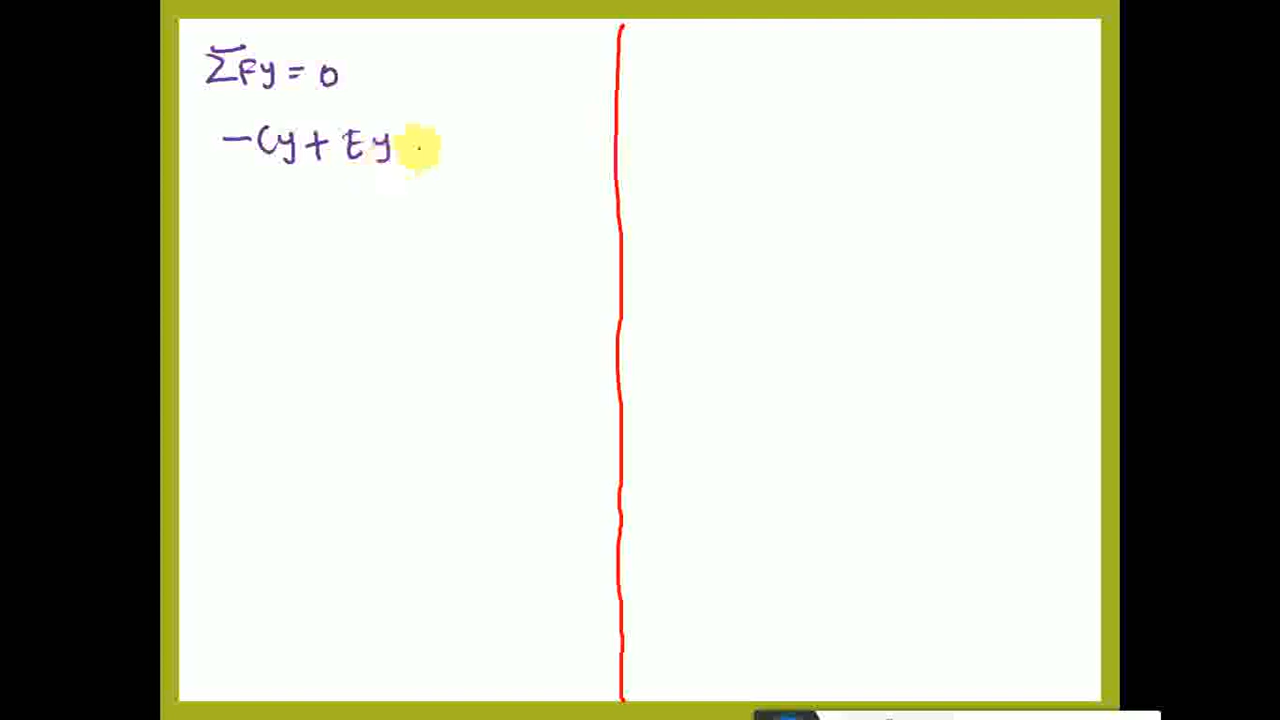 ΣFy = 0
-Cy + Ey